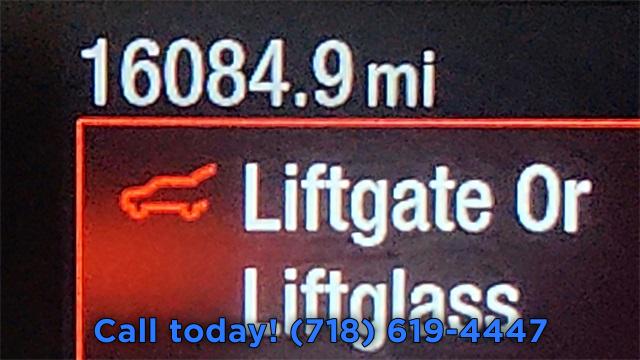 16084.9 mi
Liftgate Or
Liftglass
Call today! (718) 619-4447